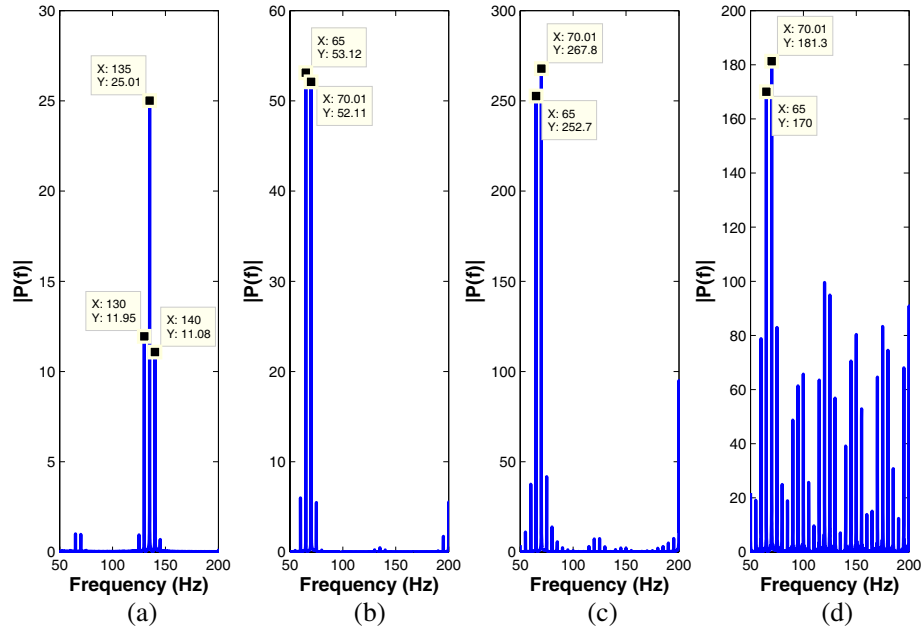 30
25
20
15
10
5
0
50 100 150 200
|P(f)|
Frequency (Hz)
X: 135
Y: 25.01
X: 130
Y: 11.95
X: 140
Y: 11.08
(a)
60
50
40
30
20
10
0
50 100 150 200
|P(f)|
Frequency (Hz)
X: 65
Y: 53.12
X: 70.01
Y: 52.11
(b)
300
250
200
150
100
50
0
50 100 150 200
|P(f)|
Frequency (Hz)
X: 70.01
Y: 267.8
X: 65
Y: 252.7
(c)
200
180
160
140
120
100
80
60
40
20
0
50 100 150 200
|P(f)|
Frequency (Hz)
X: 70.01
Y: 181.3
X: 65
Y: 170
(d)